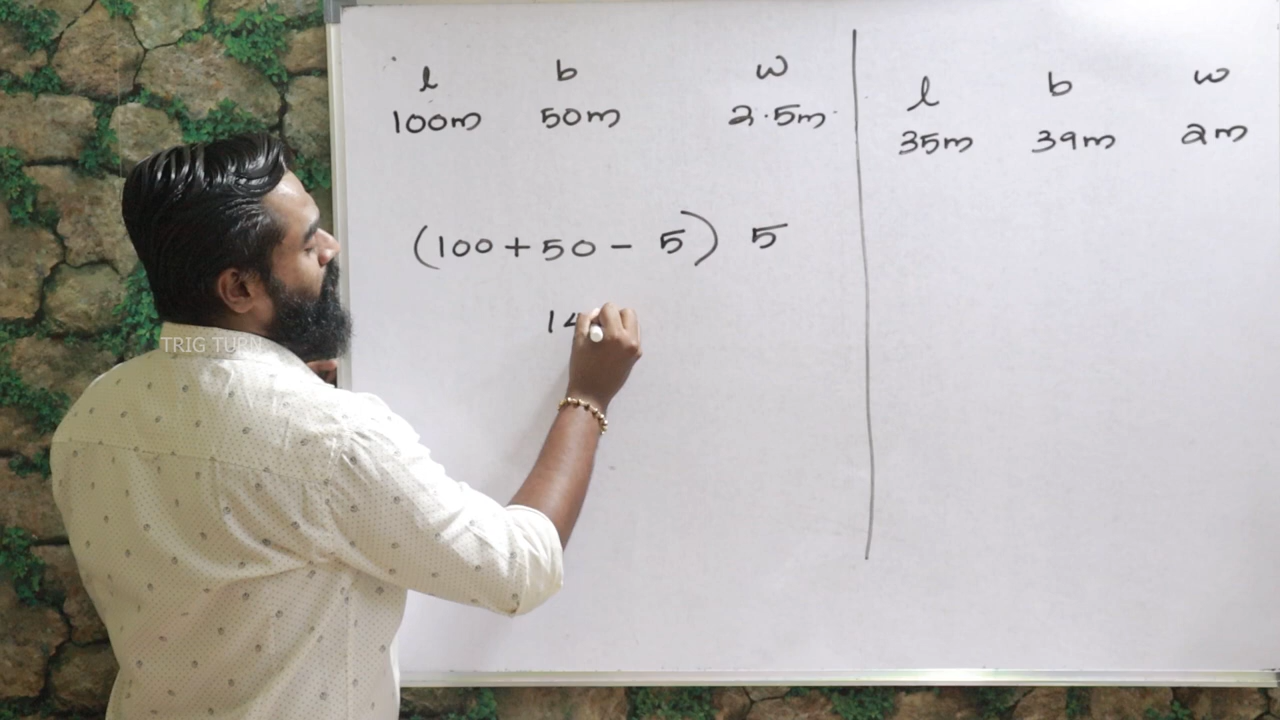 l b w
100m 50m 2.5m
(100 + 50 - 5) 5
14
l b w
35m 39m 2m
TRIG TURN